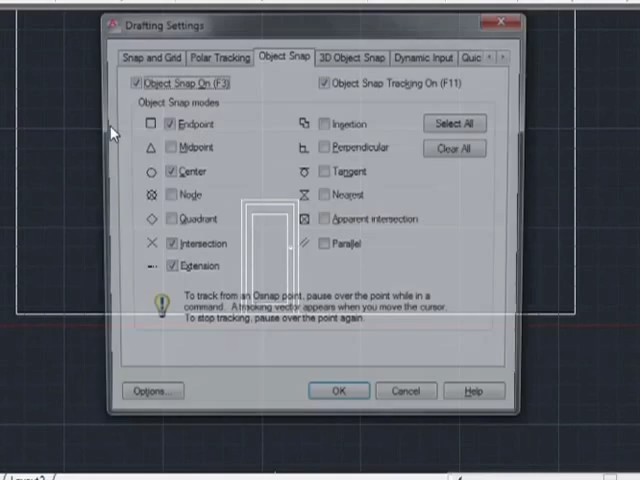 Drafting Settings
Snap and Grid Polar Tracking Object Snap 3D Object Snap Dynamic Input Quic
Object Snap On (F3) Object Snap Tracking On (F11)
Object Snap modes
Endpoint Insertion Select All
Midpoint Perpendicular Clear All
Center Tangent
Node Nearest
Quadrant Apparent intersection
Intersection Parallel
Extension
To track from an Osnap point, pause over the point while in a
command. A tracking vector appears when you move the cursor.
To stop tracking, pause over the point again.
Options... OK Cancel Help
Layout2